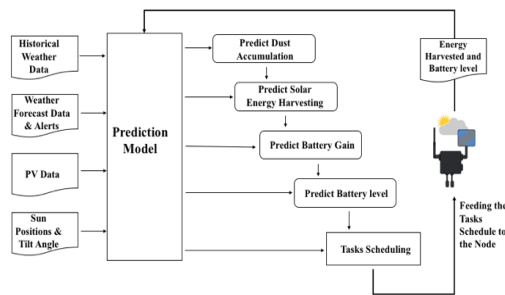 Historical
Weather
Data
Weather
Forecast Data
& Alerts
PV Data
Sun
Positions &
Tilt Angle
Prediction
Model
Predict Dust
Accumulation
Predict Solar
Energy Harvesting
Predict Battery Gain
Predict Battery level
Tasks Scheduling
Energy
Harvested and
Battery level
Feeding the
Tasks
Schedule to
the Node